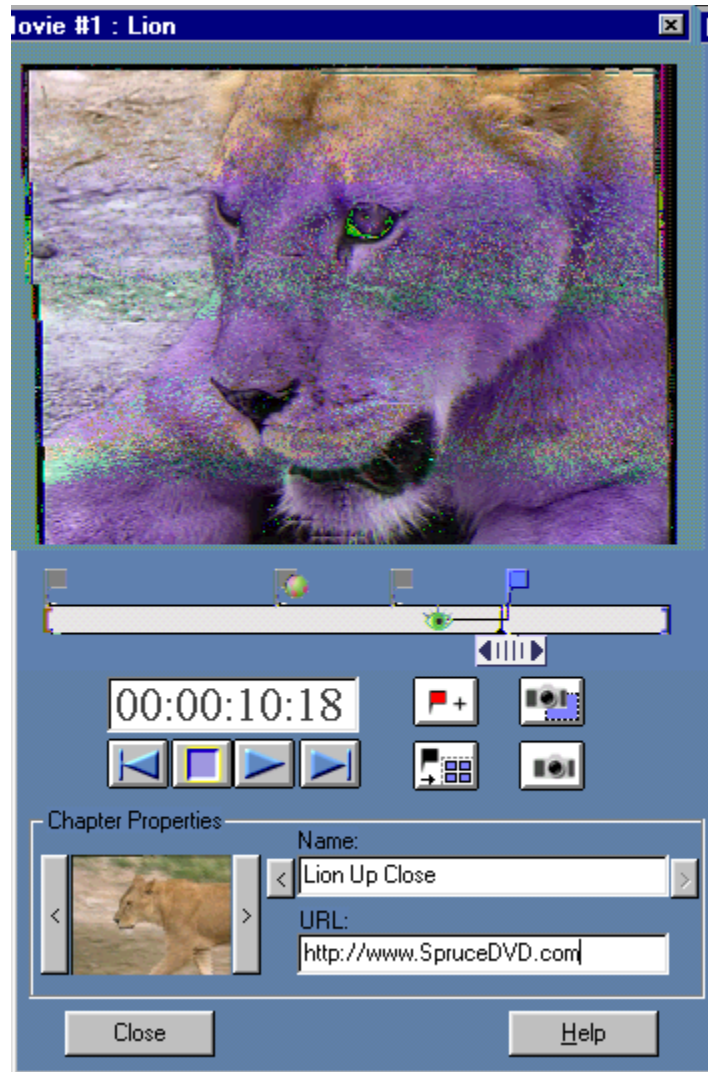 ovie #1 : Lion
00:00:10:18
+
Chapter Properties
Name:
< Lion Up Close >
< >
URL:
http://www.SpruceDVD.com
Close
Help